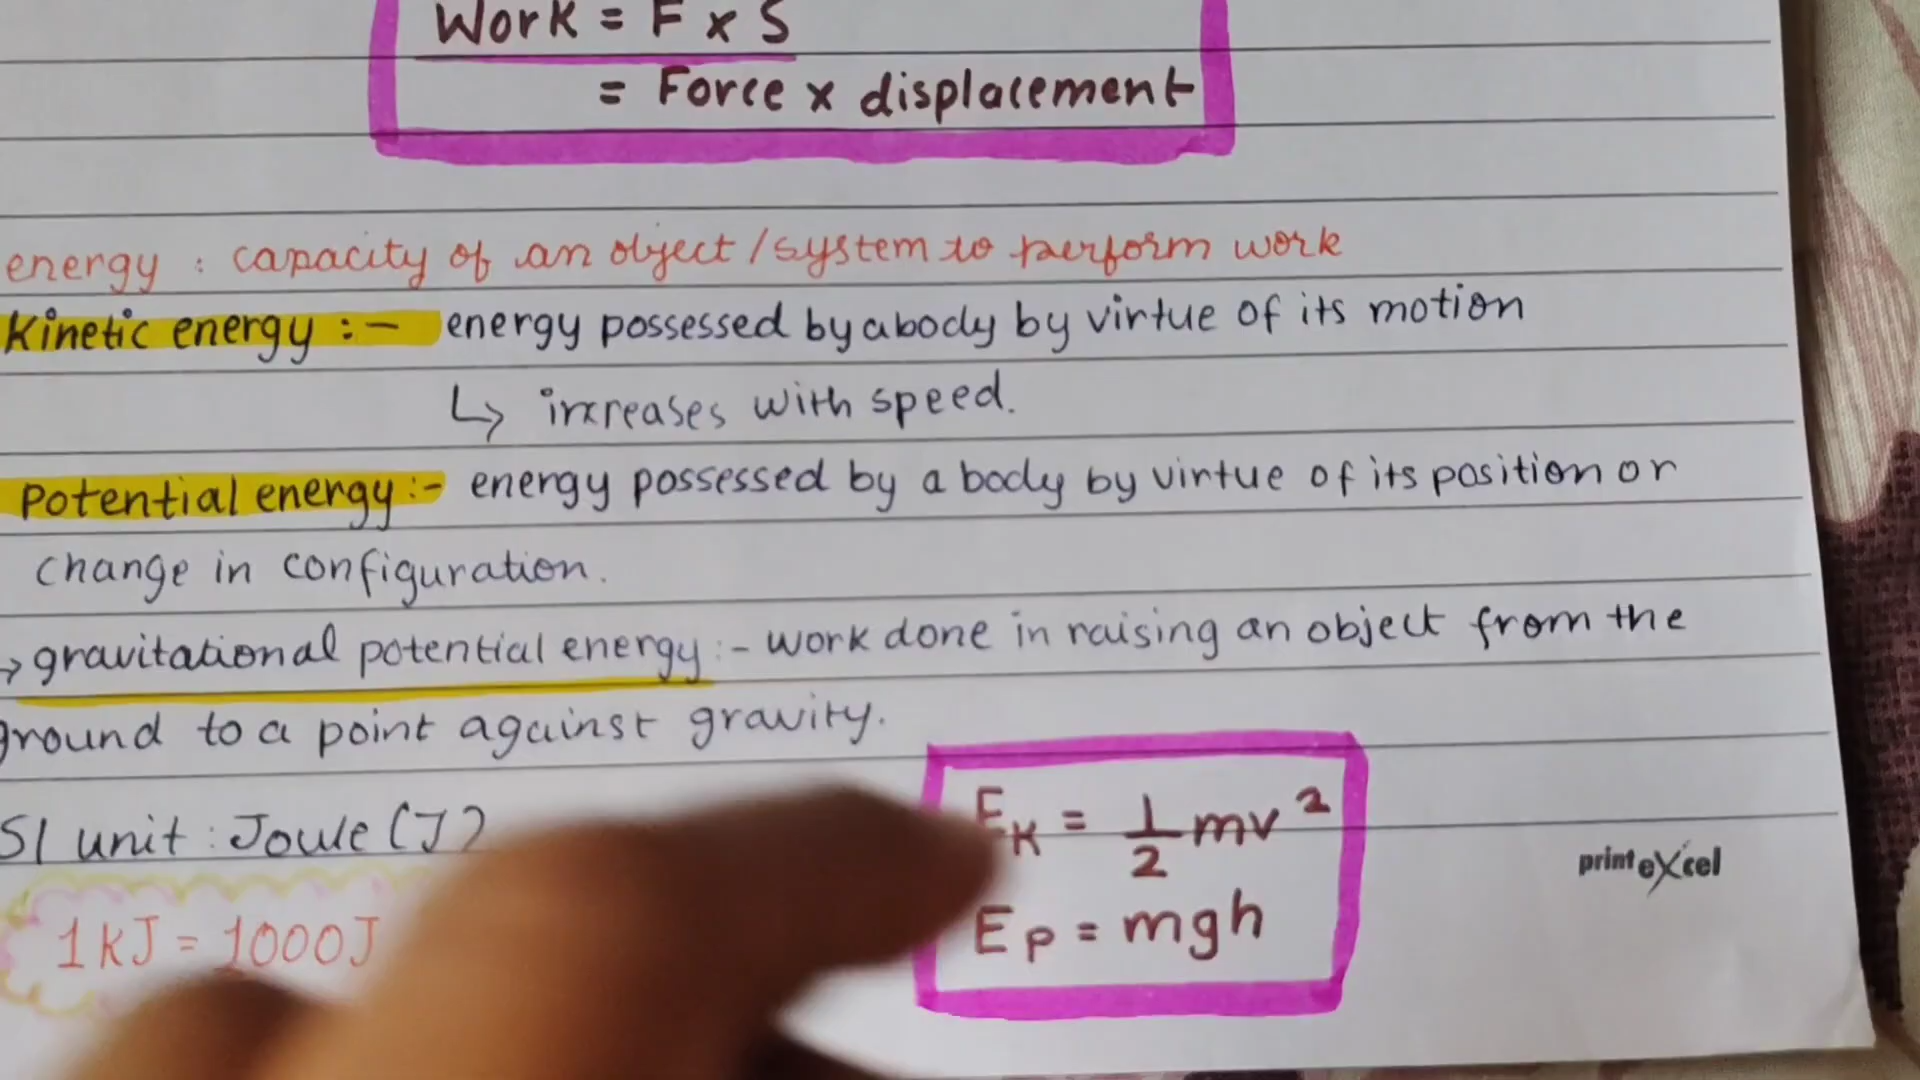 Work = F x S
= Force x displacement
energy : capacity of an object/system to perform work
Kinetic energy :- energy possessed by a body by virtue of its motion
↳ increases with speed.
Potential energy :- energy possessed by a body by virtue of its position or
change in configuration.
→ gravitational potential energy :- work done in raising an object from the
ground to a point against gravity.
SI unit : Joule (J)
1 kJ = 1000J
E_K = 1/2 mv²
E_P = mgh
print eXcel